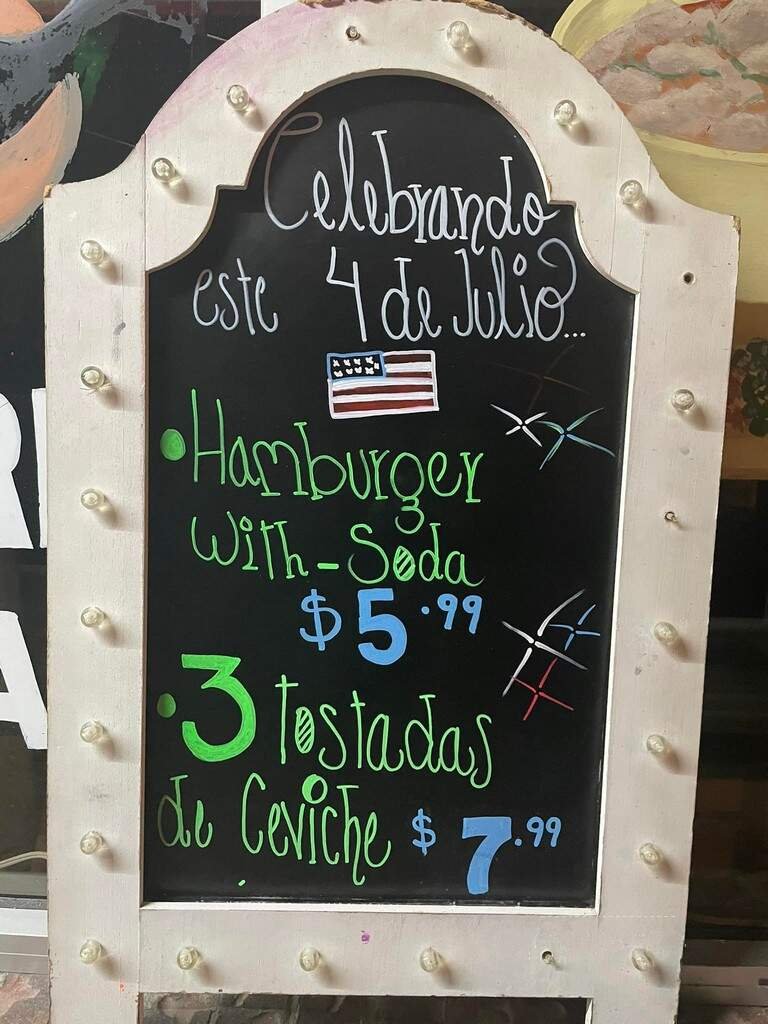 Celebrando
este 4 de Julio...
• Hamburger
With - Soda
$5.99
• 3 tostadas
de Ceviche $7.99